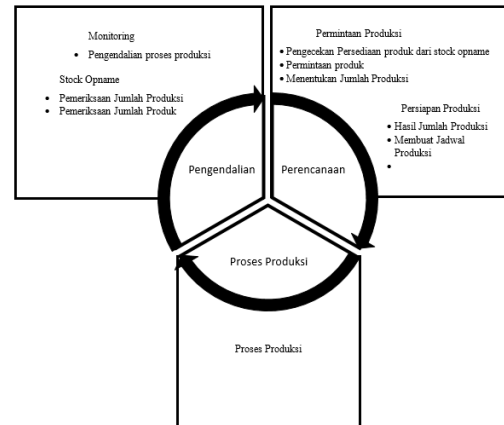 Monitoring
• Pengendalian proses produksi
Stock Opname
• Pemeriksaan Jumlah Produksi
• Pemeriksaan Jumlah Produk
Permintaan Produksi
• Pengecekan Persediaan produk dari stock opname
• Permintaan produk
• Menentukan Jumlah Produksi
Persiapan Produksi
• Hasil Jumlah Produksi
• Membuat Jadwal
Produksi
•
Pengendalian
Perencanaan
Proses Produksi
Proses Produksi